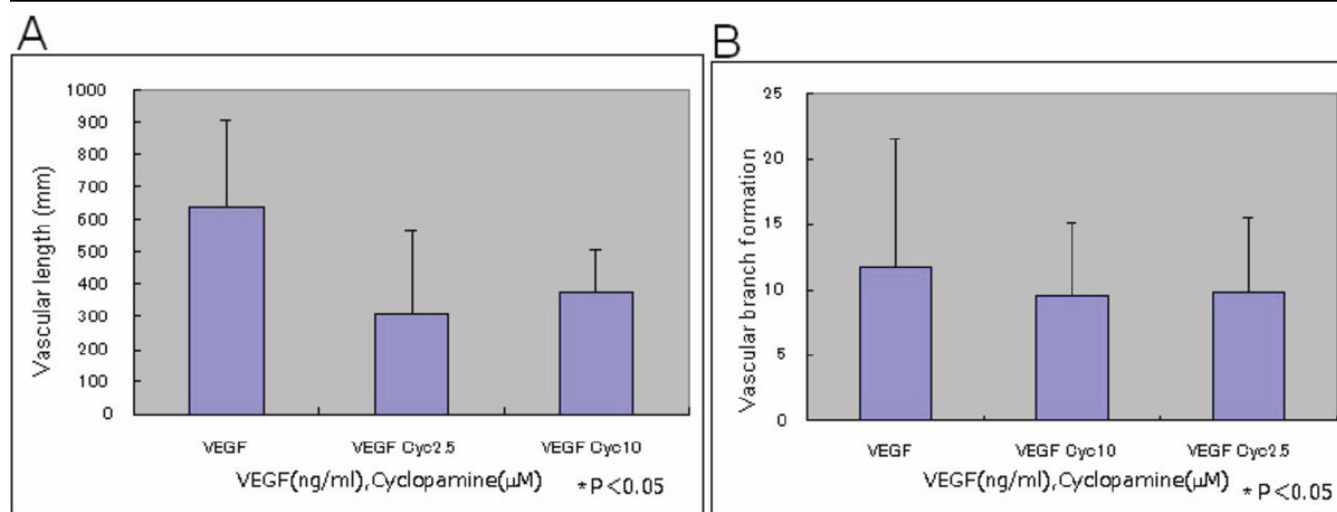 A
Vascular length (mm)
1000
900
800
700
600
500
400
300
200
100
0
VEGF
VEGF Cyc2.5
VEGF Cyc10
VEGF(ng/ml),Cyclopamine(μM)
*P<0.05
B
Vascular branch formation
25
20
15
10
5
0
VEGF
VEGF Cyc10
VEGF Cyc2.5
VEGF(ng/ml),Cyclopamine(μM)
*P<0.05